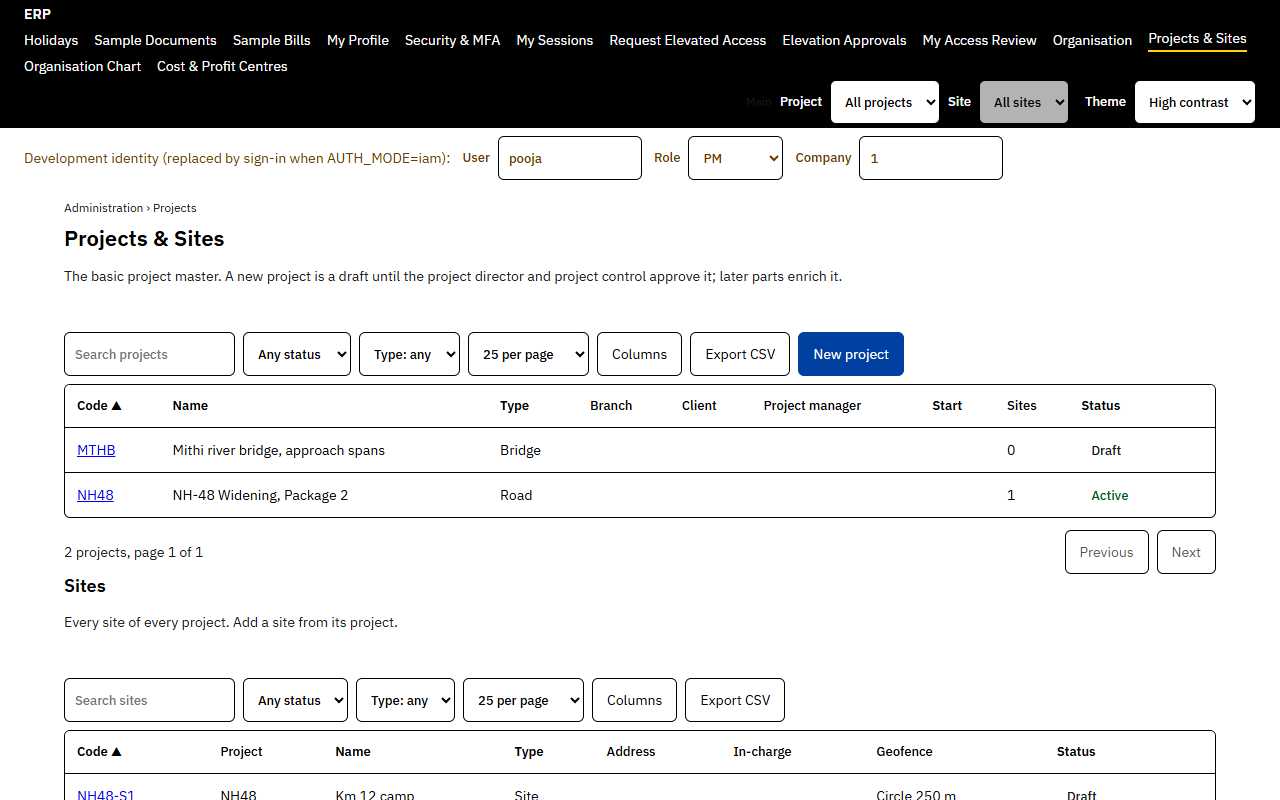 ERP
Holidays Sample Documents Sample Bills My Profile Security & MFA My Sessions Request Elevated Access Elevation Approvals My Access Review Organisation Projects & Sites
Organisation Chart Cost & Profit Centres
Main Project All projects Site All sites Theme High contrast
Development identity (replaced by sign-in when AUTH_MODE=iam): User pooja Role PM Company 1
Administration › Projects
Projects & Sites
The basic project master. A new project is a draft until the project director and project control approve it; later parts enrich it.
Search projects Any status Type: any 25 per page Columns Export CSV New project
Code ▲ Name Type Branch Client Project manager Start Sites Status
MTHB Mithi river bridge, approach spans Bridge 0 Draft
NH48 NH-48 Widening, Package 2 Road 1 Active
2 projects, page 1 of 1 Previous Next
Sites
Every site of every project. Add a site from its project.
Search sites Any status Type: any 25 per page Columns Export CSV
Code ▲ Project Name Type Address In-charge Geofence Status
NH48-S1 NH48 Km 12 camp Site Circle 250 m Draft